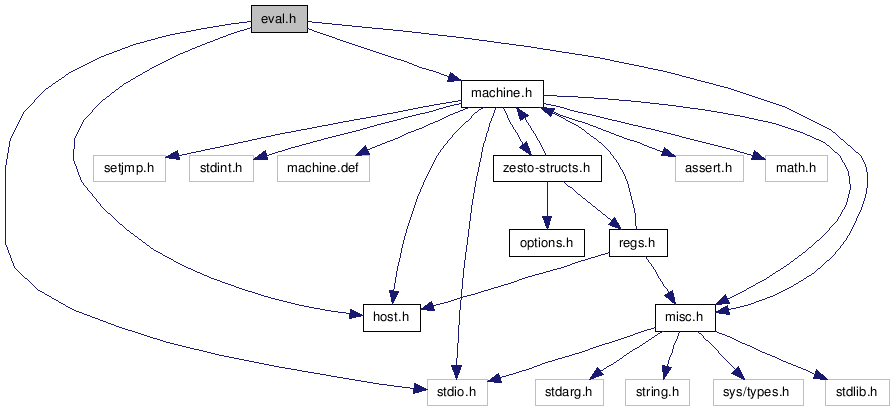 eval.h
machine.h
setjmp.h
stdint.h
machine.def
zesto-structs.h
assert.h
math.h
options.h
regs.h
host.h
misc.h
stdio.h
stdarg.h
string.h
sys/types.h
stdlib.h